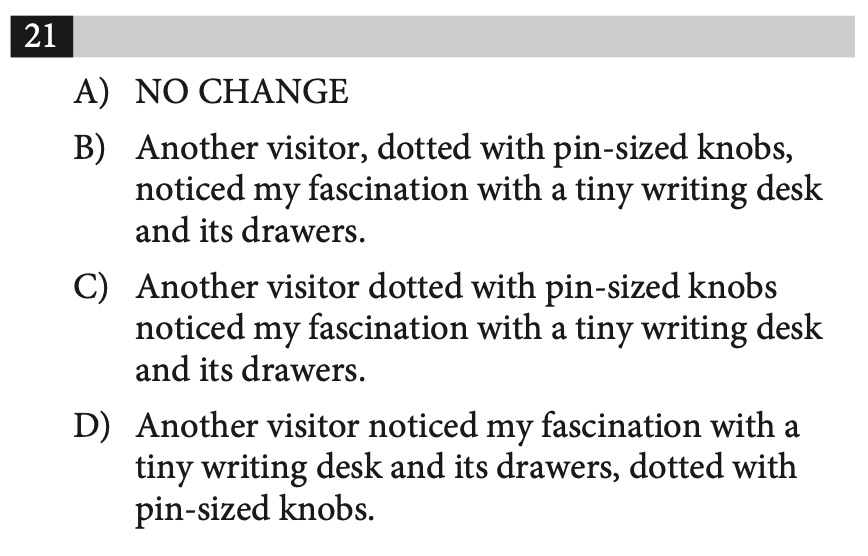 21
A) NO CHANGE
B) Another visitor, dotted with pin-sized knobs,
noticed my fascination with a tiny writing desk
and its drawers.
C) Another visitor dotted with pin-sized knobs
noticed my fascination with a tiny writing desk
and its drawers.
D) Another visitor noticed my fascination with a
tiny writing desk and its drawers, dotted with
pin-sized knobs.